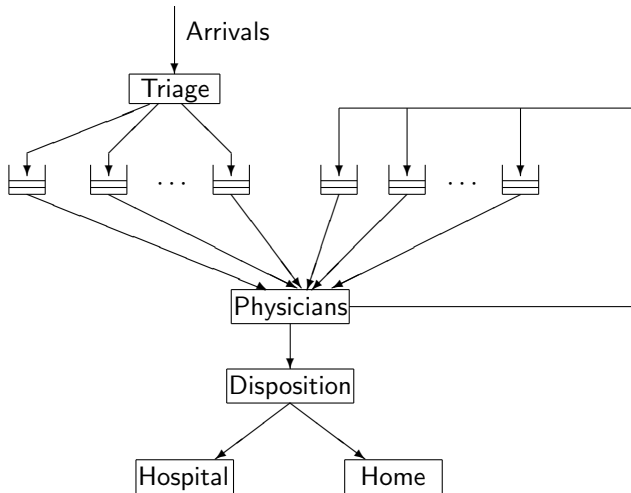 Arrivals
Triage
· · ·
· · ·
Physicians
Disposition
Hospital
Home